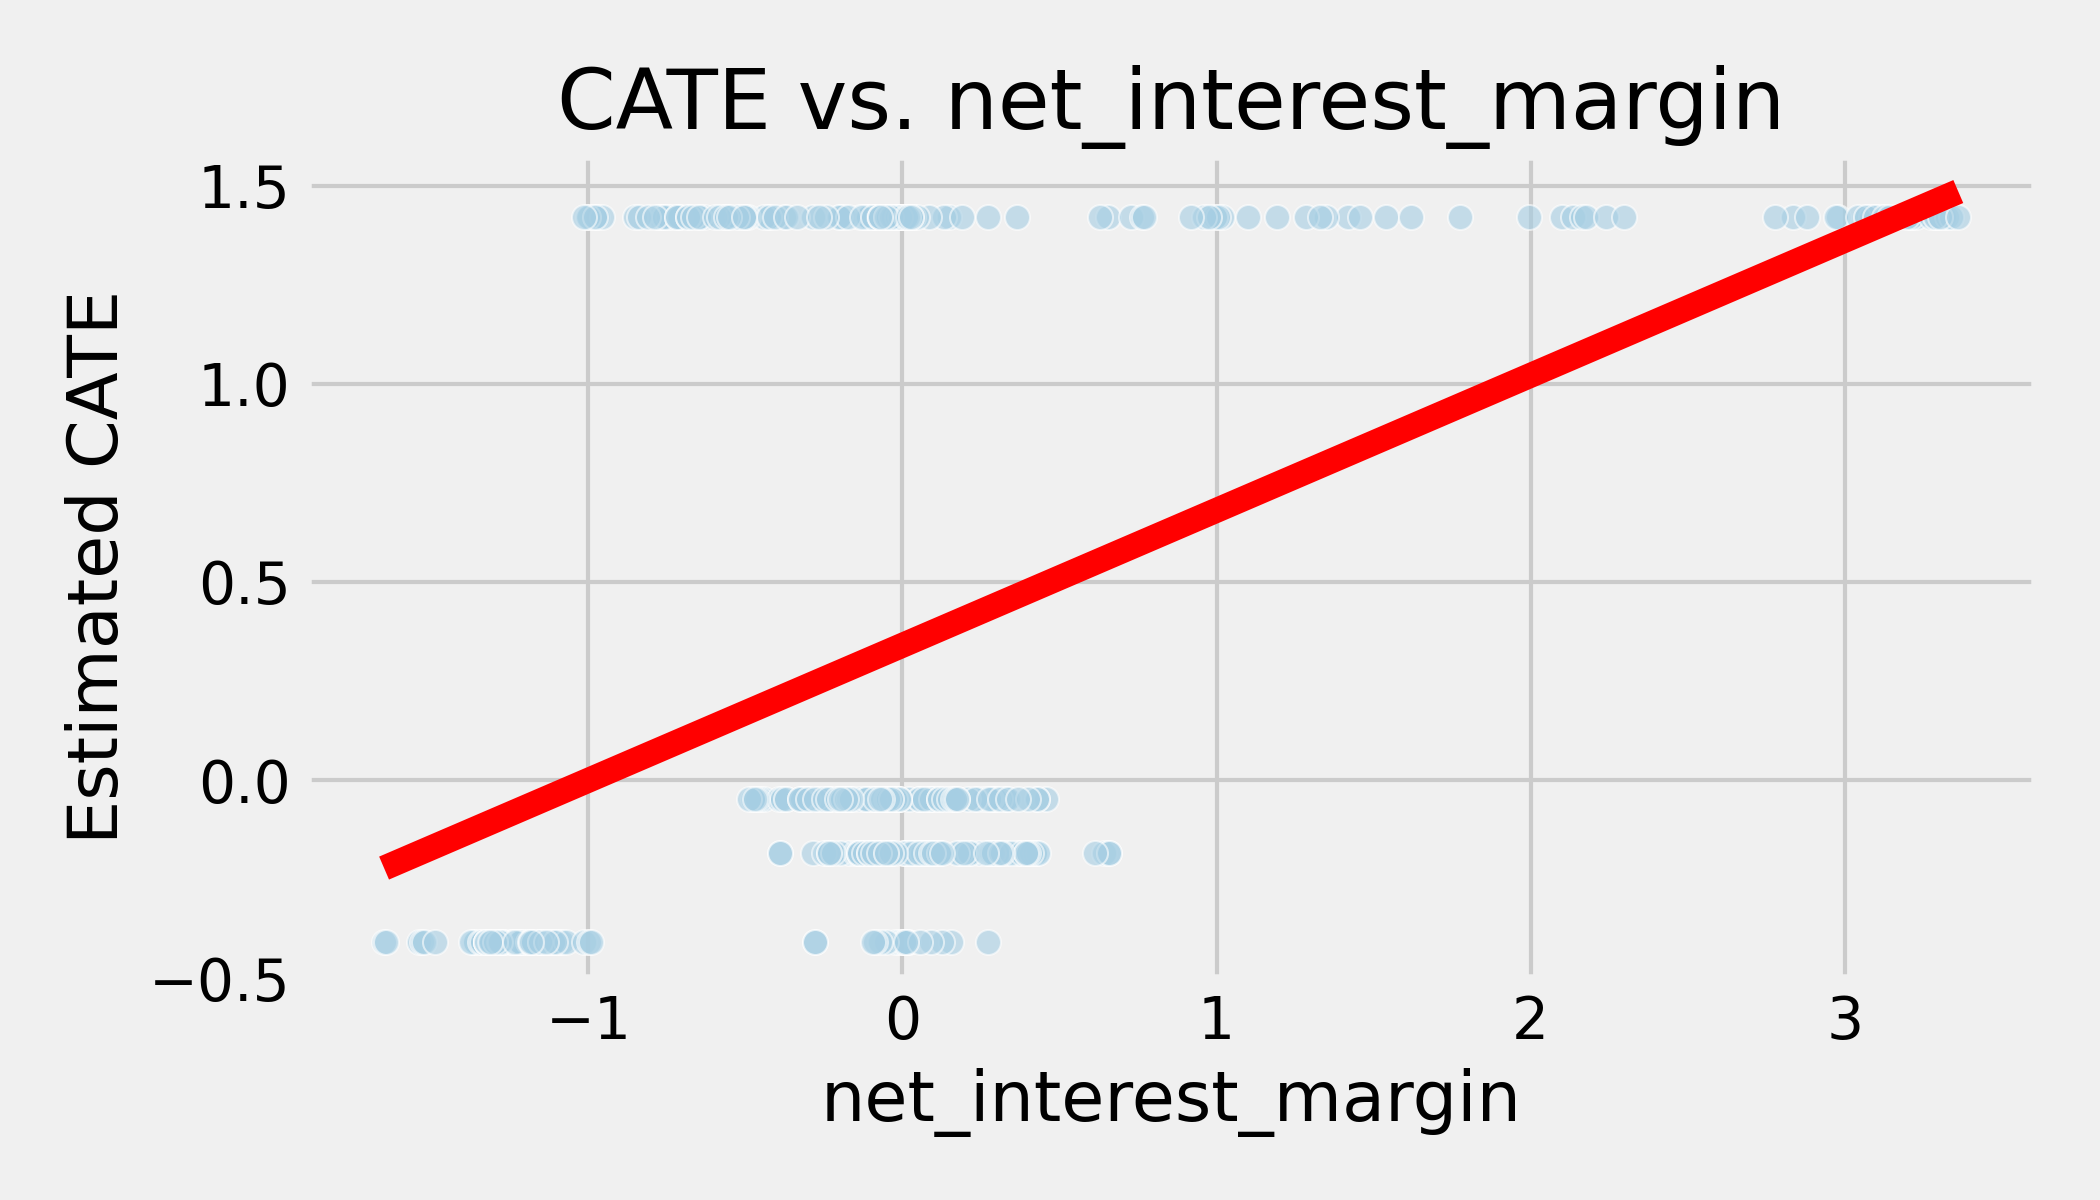 CATE vs. net_interest_margin
Estimated CATE
1.5
1.0
0.5
0.0
−0.5
−1 0 1 2 3
net_interest_margin